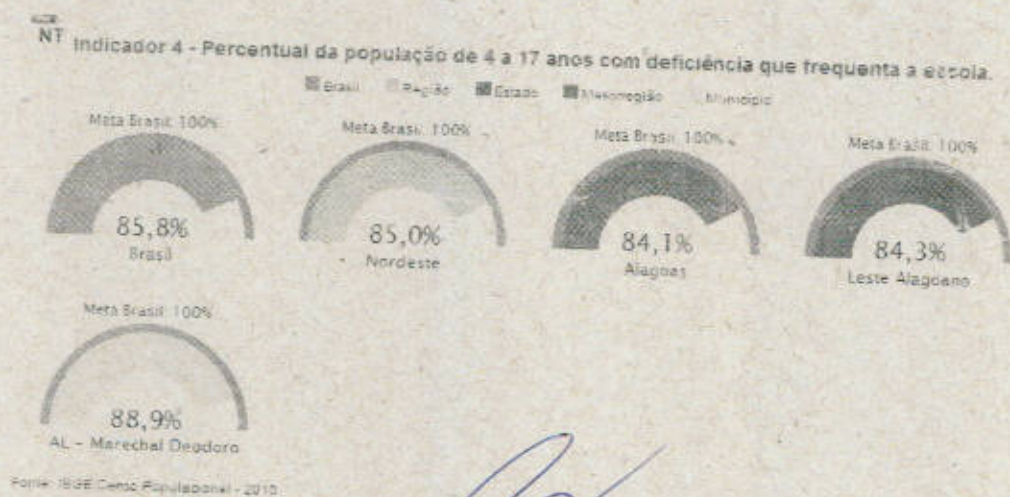 NT
Indicador 4 - Percentual da população de 4 a 17 anos com deficiência que frequenta a escola.
Brasil Região Estado Mesorregião Município
Meta Brasil: 100% Meta Brasil: 100% Meta Brasil: 100% Meta Brasil: 100%
85,8% 85,0% 84,1% 84,3%
Brasil Nordeste Alagoas Leste Alagoano
Meta Brasil: 100%
88,9%
AL - Marechal Deodoro
Fonte: IBGE Censo Populacional - 2010